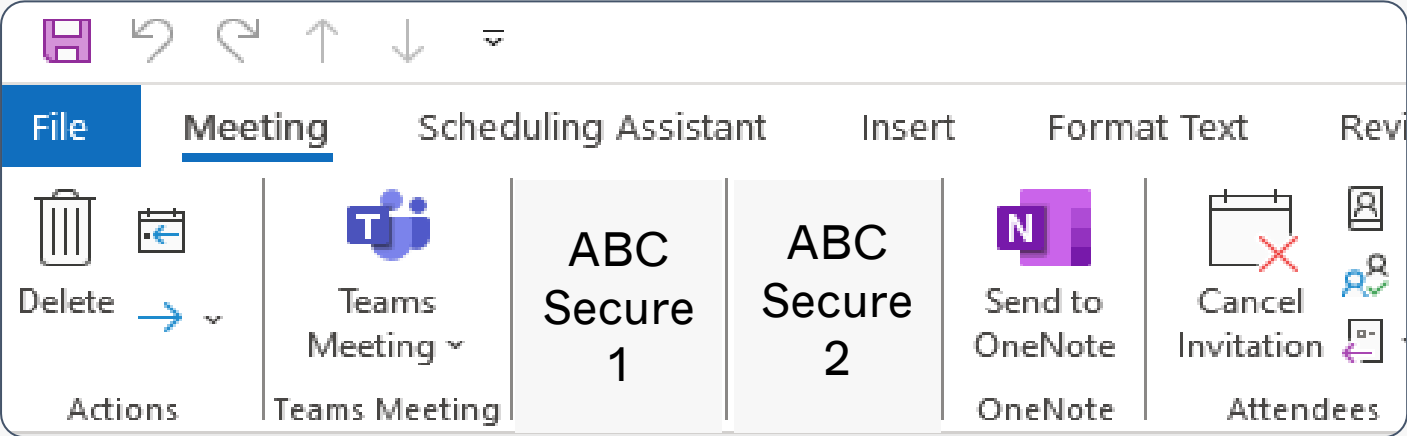 File Meeting Scheduling Assistant Insert Format Text Revi
Delete
Teams
Meeting
T
ABC
Secure
1
ABC
Secure
2
N
Send to
OneNote
Cancel
Invitation
Actions Teams Meeting OneNote Attendees